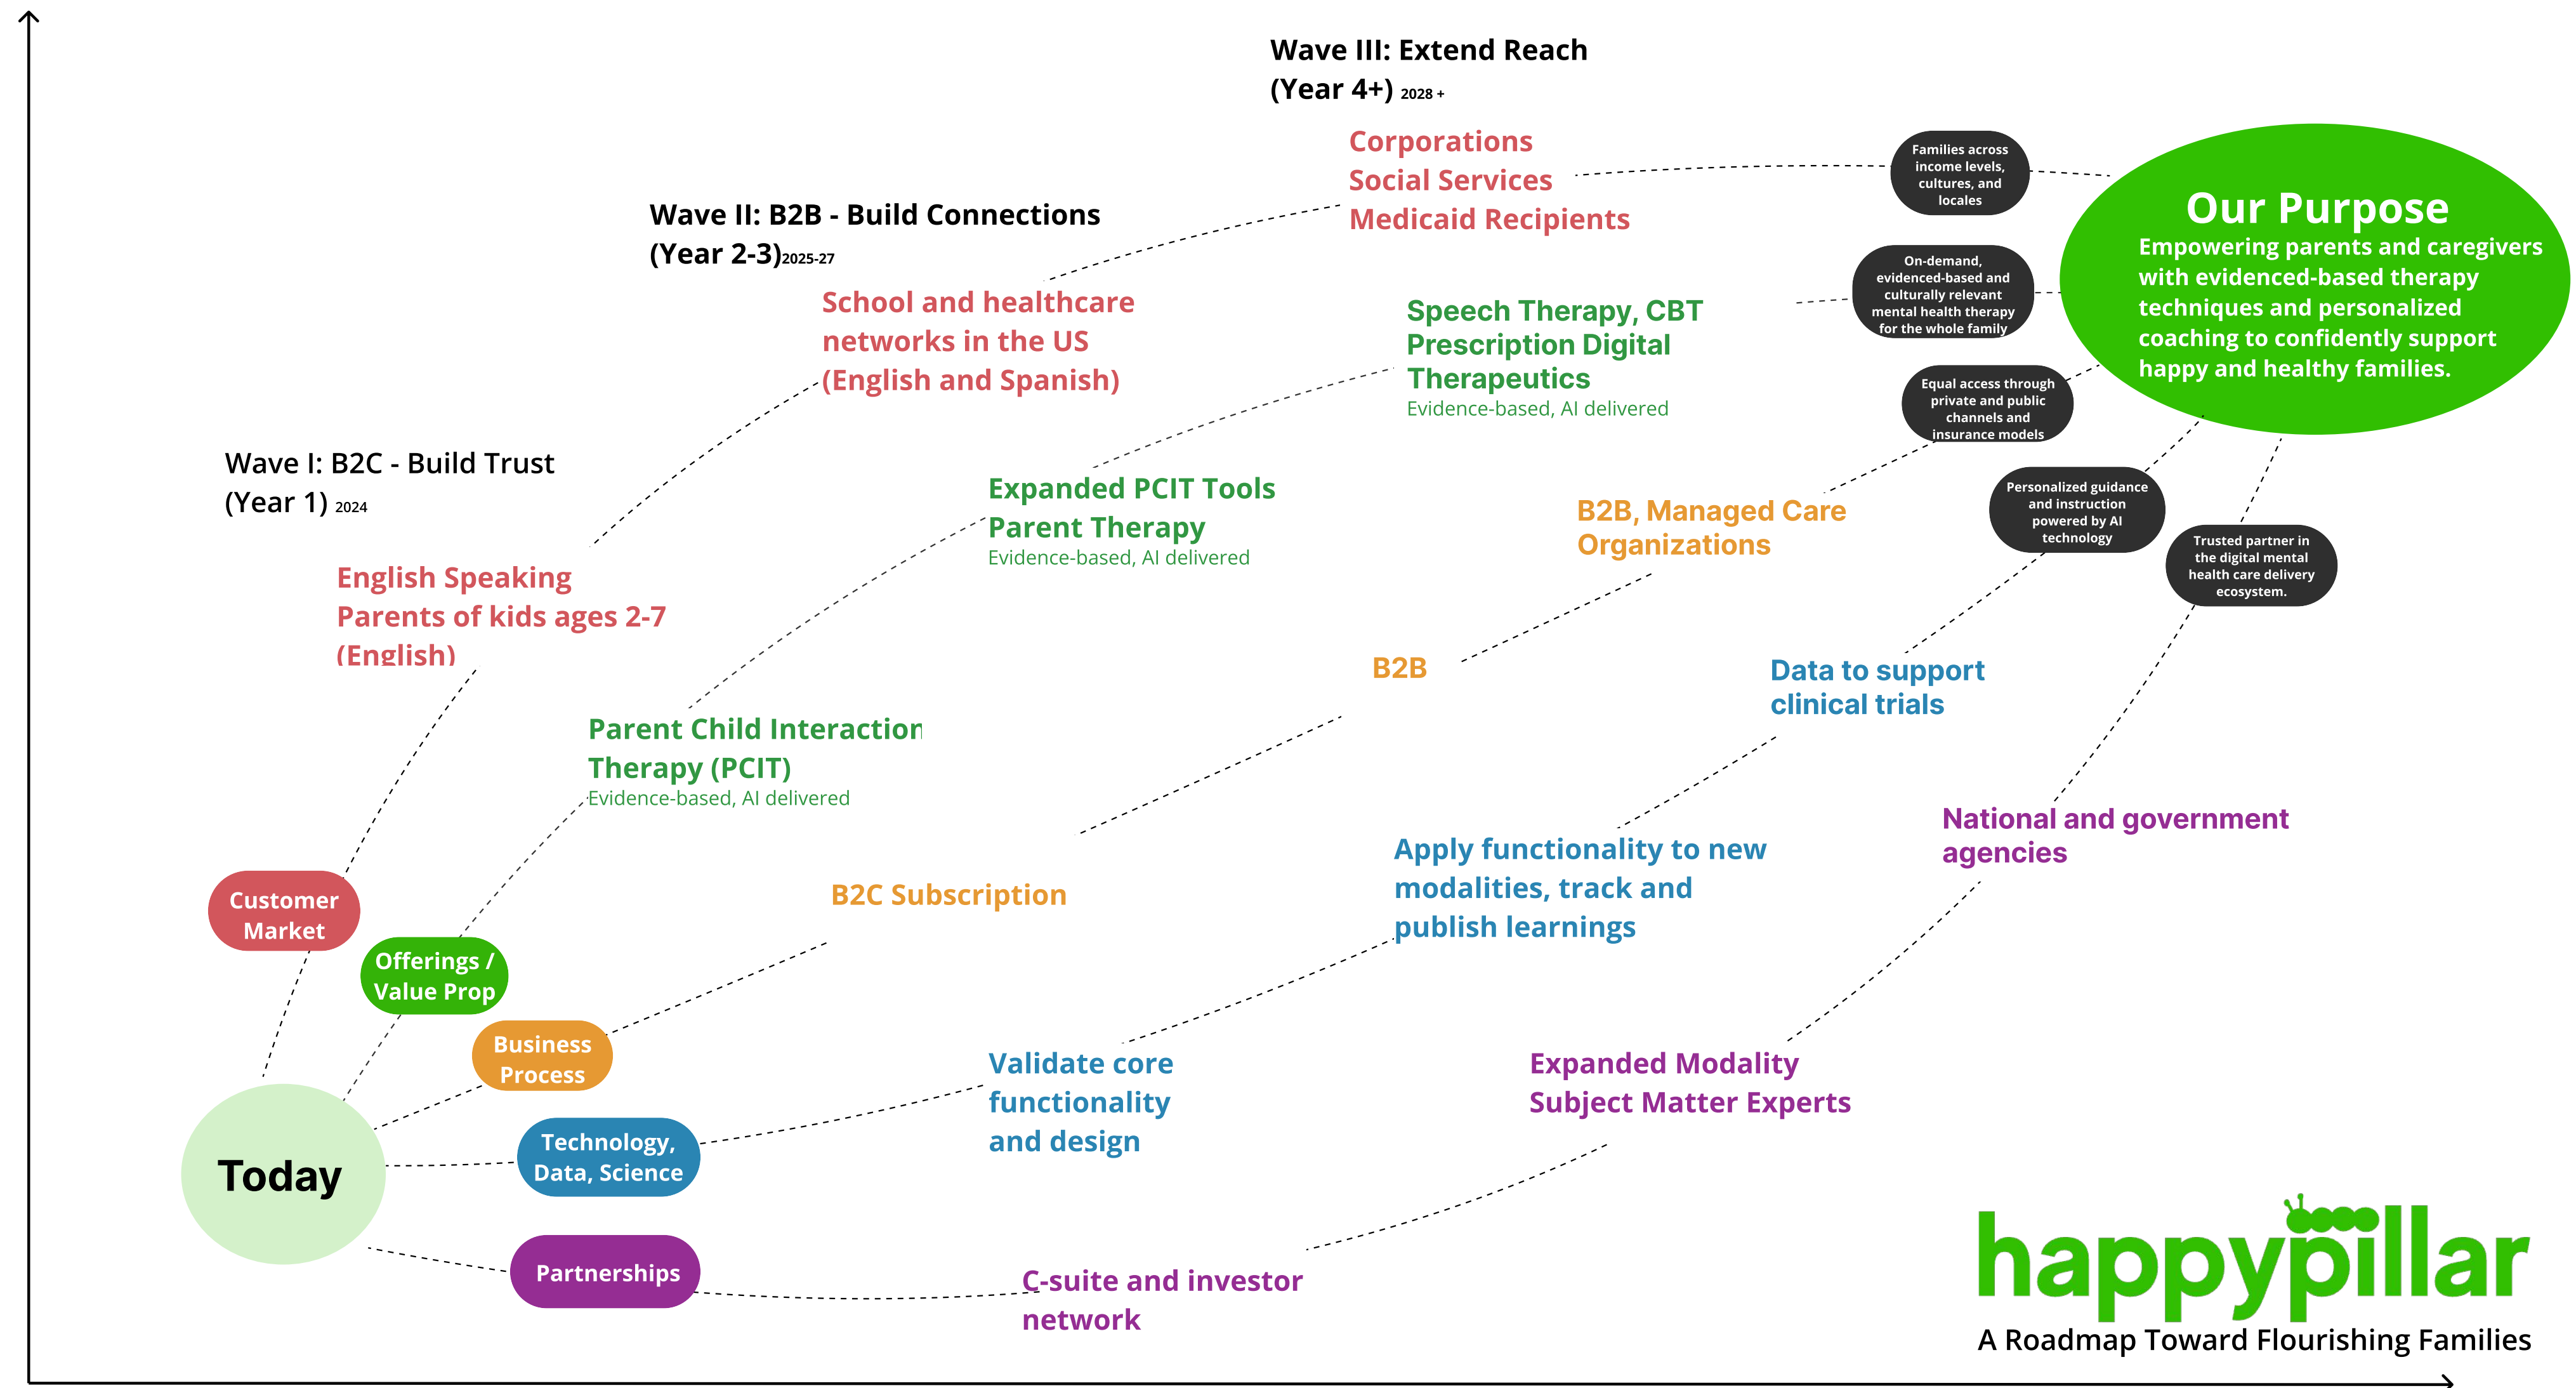 Wave III: Extend Reach
(Year 4+) 2028 +
Corporations
Social Services
Medicaid Recipients
Families across
income levels,
cultures, and
locales
Our Purpose
Empowering parents and caregivers
with evidenced-based therapy
techniques and personalized
coaching to confidently support
happy and healthy families.
Wave II: B2B - Build Connections
(Year 2-3)2025-27
School and healthcare
networks in the US
(English and Spanish)
On-demand,
evidenced-based and
culturally relevant
mental health therapy
for the whole family
Speech Therapy, CBT
Prescription Digital
Therapeutics
Evidence-based, AI delivered
Equal access through
private and public
channels and
insurance models
Wave I: B2C - Build Trust
(Year 1) 2024
English Speaking
Parents of kids ages 2-7
(English)
Expanded PCIT Tools
Parent Therapy
Evidence-based, AI delivered
B2B, Managed Care
Organizations
Personalized guidance
and instruction
powered by AI
technology
Trusted partner in
the digital mental
health care delivery
ecosystem.
Parent Child Interaction
Therapy (PCIT)
Evidence-based, AI delivered
B2B
Data to support
clinical trials
Customer
Market
B2C Subscription
Apply functionality to new
modalities, track and
publish learnings
National and government
agencies
Offerings /
Value Prop
Business
Process
Validate core
functionality
and design
Expanded Modality
Subject Matter Experts
Today
Technology,
Data, Science
Partnerships
C-suite and investor
network
happypillar
A Roadmap Toward Flourishing Families